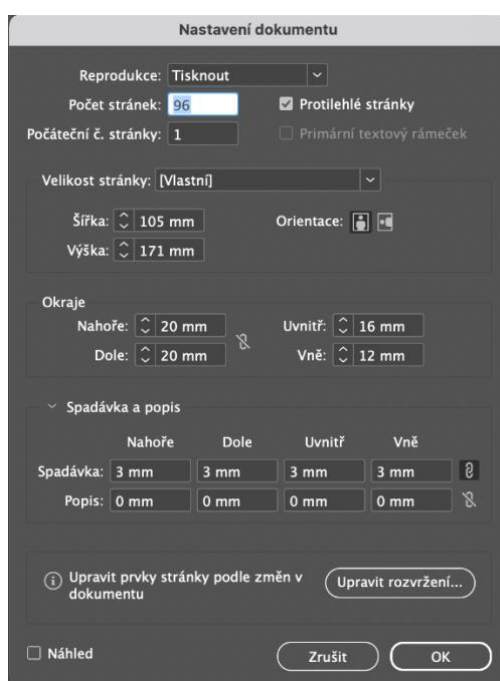 Nastavení dokumentu
Reprodukce: Tisknout
Počet stránek: 96 Protilehlé stránky
Počáteční č. stránky: 1 Primární textový rámeček
Velikost stránky: [Vlastní]
Šířka: 105 mm Orientace:
Výška: 171 mm
Okraje
Nahoře: 20 mm Uvnitř: 16 mm
Dole: 20 mm Vně: 12 mm
Spadávka a popis
Nahoře Dole Uvnitř Vně
Spadávka: 3 mm 3 mm 3 mm 3 mm
Popis: 0 mm 0 mm 0 mm 0 mm
Upravit prvky stránky podle změn v
dokumentu
Upravit rozvržení...
Náhled Zrušit OK